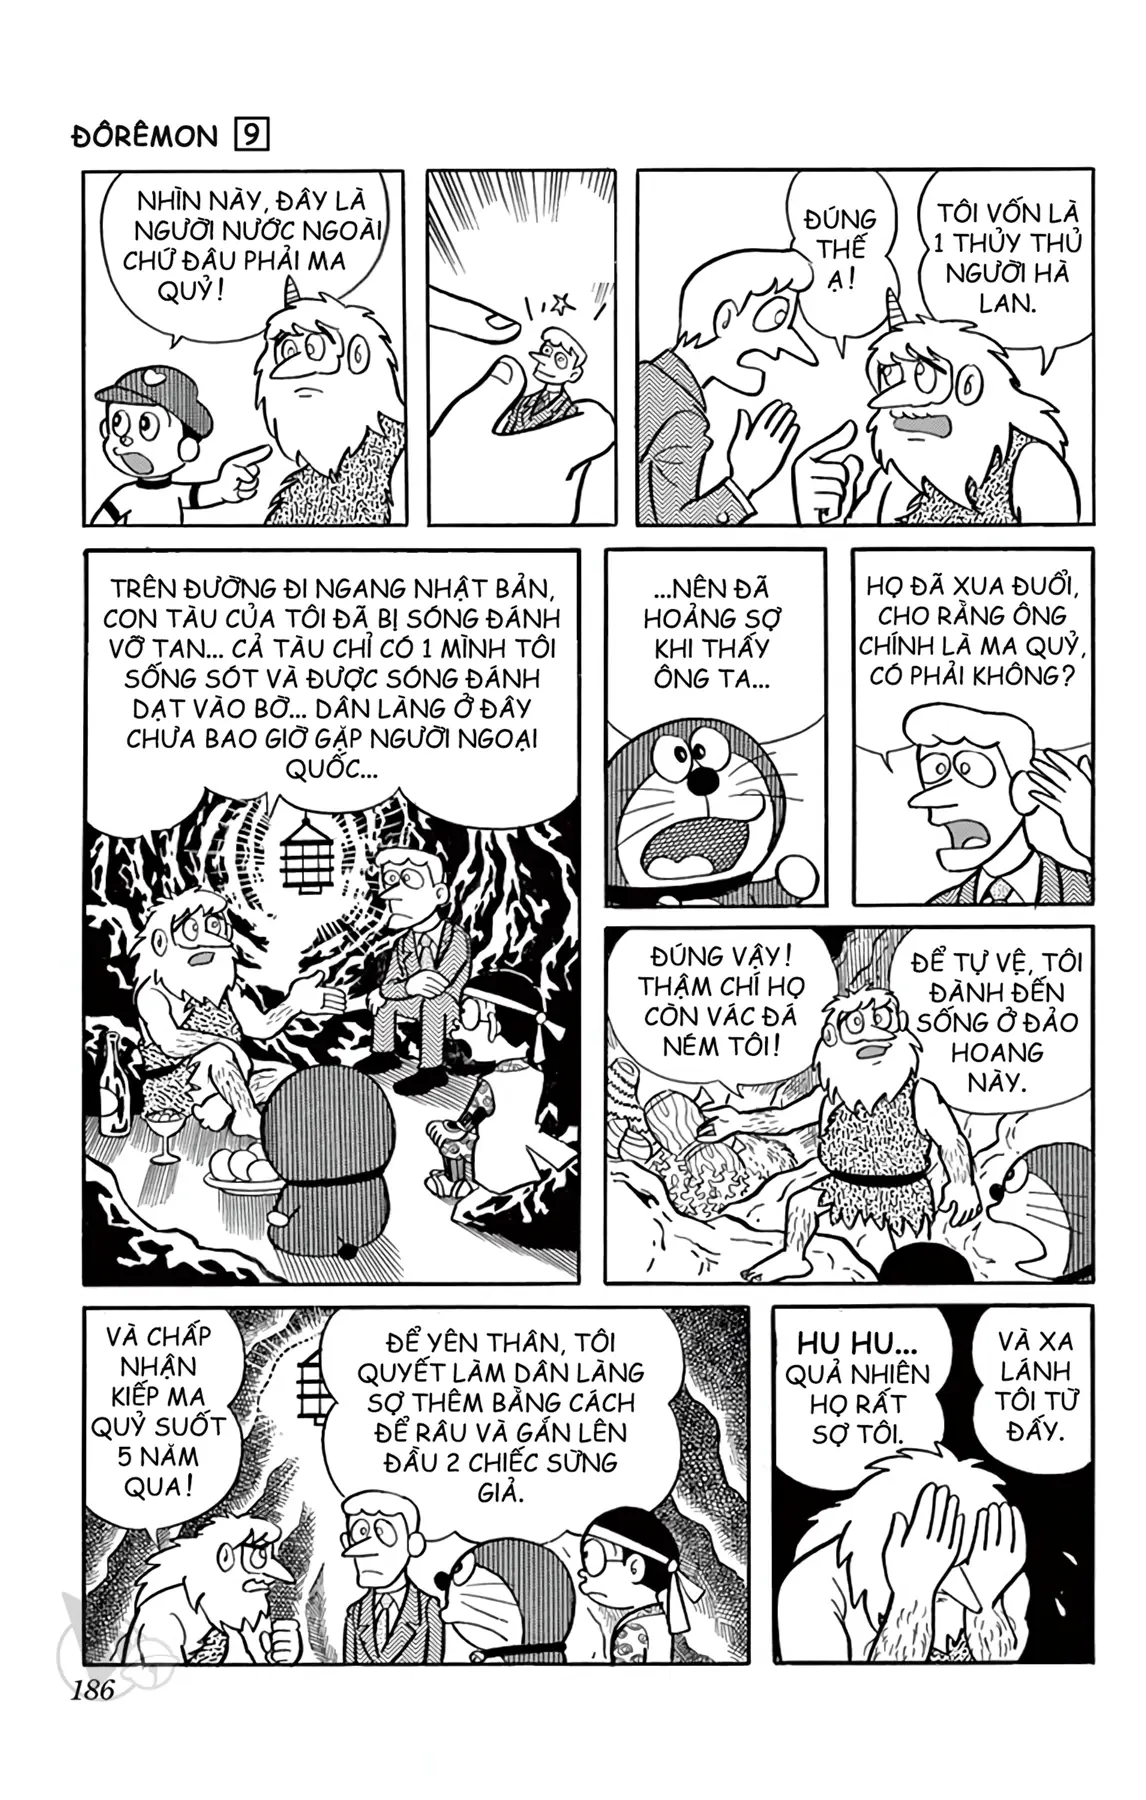 ĐÔRÊMON 9
NHÌN NÀY, ĐÂY LÀ
NGƯỜI NƯỚC NGOÀI
CHỨ ĐÂU PHẢI MA
QUỶ!
ĐÚNG
THẾ
Ạ!
TÔI VỐN LÀ
1 THỦY THỦ
NGƯỜI HÀ
LAN.
TRÊN ĐƯỜNG ĐI NGANG NHẬT BẢN,
CON TÀU CỦA TÔI ĐÃ BỊ SÓNG ĐÁNH
VỠ TAN... CẢ TÀU CHỈ CÓ 1 MÌNH TÔI
SỐNG SÓT VÀ ĐƯỢC SÓNG ĐÁNH
DẠT VÀO BỜ... DÂN LÀNG Ở ĐÂY
CHƯA BAO GIỜ GẶP NGƯỜI NGOẠI
QUỐC...
...NÊN ĐÃ
HOẢNG SỢ
KHI THẤY
ÔNG TA...
HỌ ĐÃ XUA ĐUỔI,
CHO RẰNG ÔNG
CHÍNH LÀ MA QUỶ,
CÓ PHẢI KHÔNG?
ĐÚNG VẬY!
THẬM CHÍ HỌ
CÒN VÁC ĐÁ
NÉM TÔI!
ĐỂ TỰ VỆ, TÔI
ĐÀNH ĐẾN
SỐNG Ở ĐẢO
HOANG
NÀY.
VÀ CHẤP
NHẬN
KIẾP MA
QUỶ SUỐT
5 NĂM
QUA!
ĐỂ YÊN THÂN, TÔI
QUYẾT LÀM DÂN LÀNG
SỢ THÊM BẰNG CÁCH
ĐỂ RÂU VÀ GẮN LÊN
ĐẦU 2 CHIẾC SỪNG
GIẢ.
HU HU...
QUẢ NHIÊN
HỌ RẤT
SỢ TÔI.
VÀ XA
LÁNH
TÔI TỪ
ĐẤY.
186